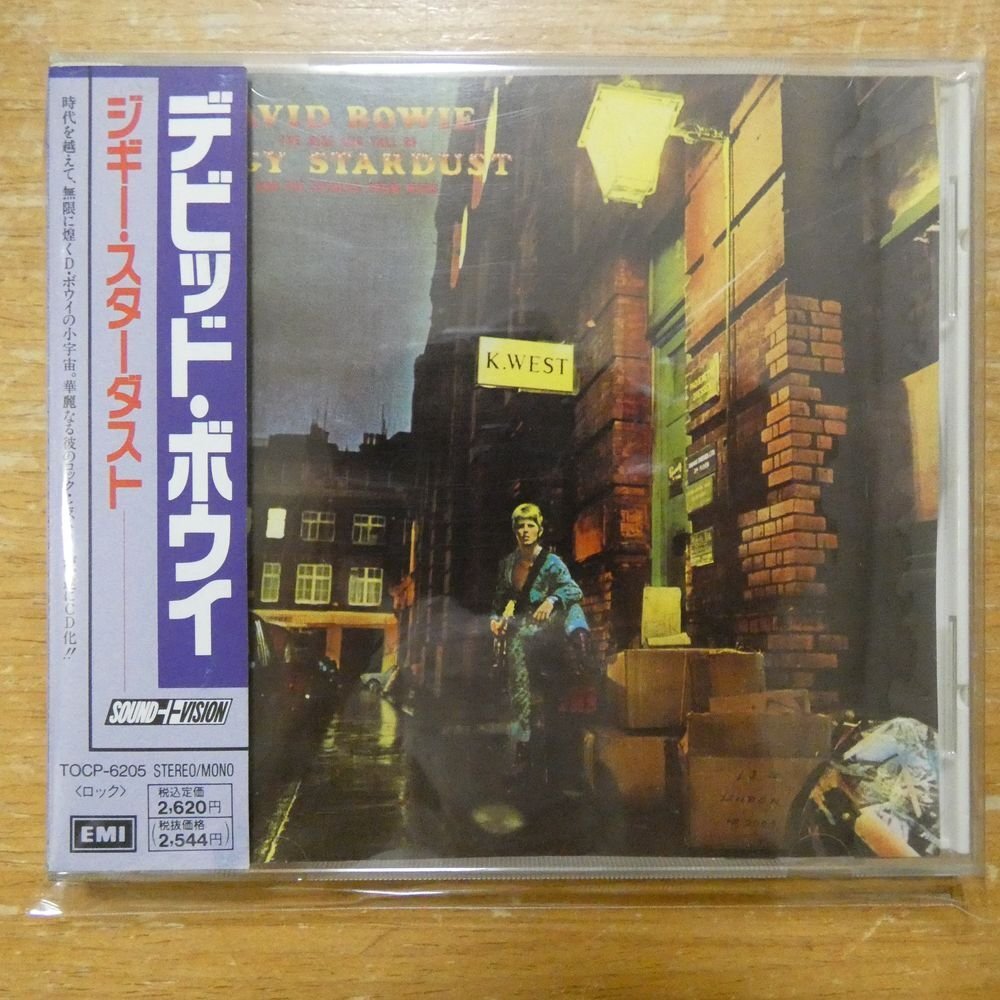 デビッド・ボウイ
ジギー・スターダスト
時代を越えて、無限に煌くD・ボウイの小宇宙。華麗なる彼のロック・
CD化!!
SOUND+VISION
TOCP-6205 STEREO/MONO
〈ロック〉
税込定価
2,620円
(税抜価格
2,544円)
EMI
VID BOWIE
GY STARDUST
K.WEST